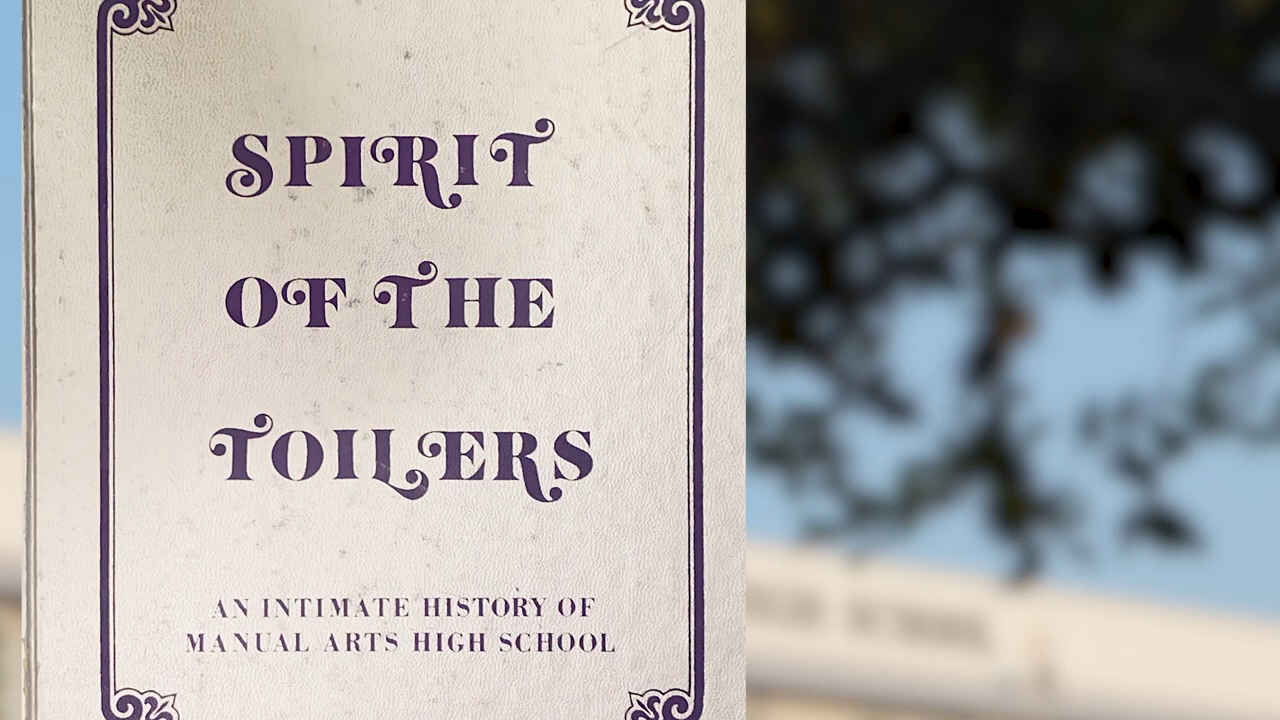 SPIRIT
OF THE
TOILERS
AN INTIMATE HISTORY OF
MANUAL ARTS HIGH SCHOOL